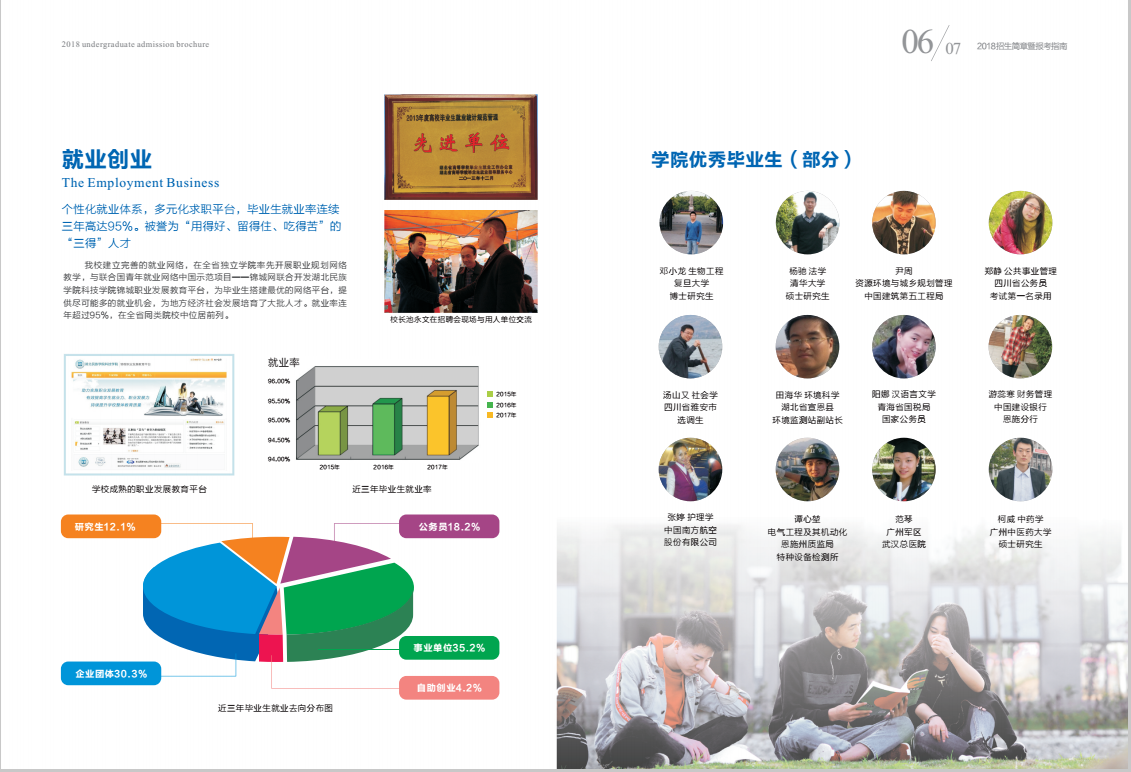 2018 undergraduate admission brochure
06/07
2018招生简章暨报考指南
2013年度高校毕业生就业统计规范管理
先进单位
二〇一三年十二月
就业创业
The Employment Business
个性化就业体系，多元化求职平台，毕业生就业率连续
三年高达95%。被誉为“用得好、留得住、吃得苦”的
“三得”人才
我校建立完善的就业网络，在全省独立学院率先开展职业规划网络
教学，与联合国青年就业网络中国示范项目——锦城网联合开发湖北民族
学院科技学院锦城职业发展教育平台，为毕业生搭建最优的网络平台，提
供尽可能多的就业机会，为地方经济社会发展培育了大批人才。就业率连
年超过95%，在全省同类院校中位居前列。
校长池永文在招聘会现场与用人单位交流
学校成熟的职业发展教育平台
就业率
96.00%
95.50%
95.00%
94.50%
94.00%
2015年
2016年
2017年
2015年
2016年
2017年
近三年毕业生就业率
研究生12.1%
公务员18.2%
事业单位35.2%
企业团体30.3%
自助创业4.2%
近三年毕业生就业去向分布图
学院优秀毕业生（部分）
邓小龙 生物工程
复旦大学
博士研究生
杨驰 法学
清华大学
硕士研究生
尹周
资源环境与城乡规划管理
中国建筑第五工程局
郑静 公共事业管理
四川省公务员
考试第一名录用
汤山又 社会学
四川省雅安市
选调生
田海华 环境科学
湖北省宣恩县
环境监测站副站长
阳娜 汉语言文学
青海省国税局
国家公务员
游蕊寒 财务管理
中国建设银行
恩施分行
张婷 护理学
中国南方航空
股份有限公司
谭心堃
电气工程及其机动化
恩施州质监局
特种设备检测所
范琴
广州军区
武汉总医院
柯威 中药学
广州中医药大学
硕士研究生